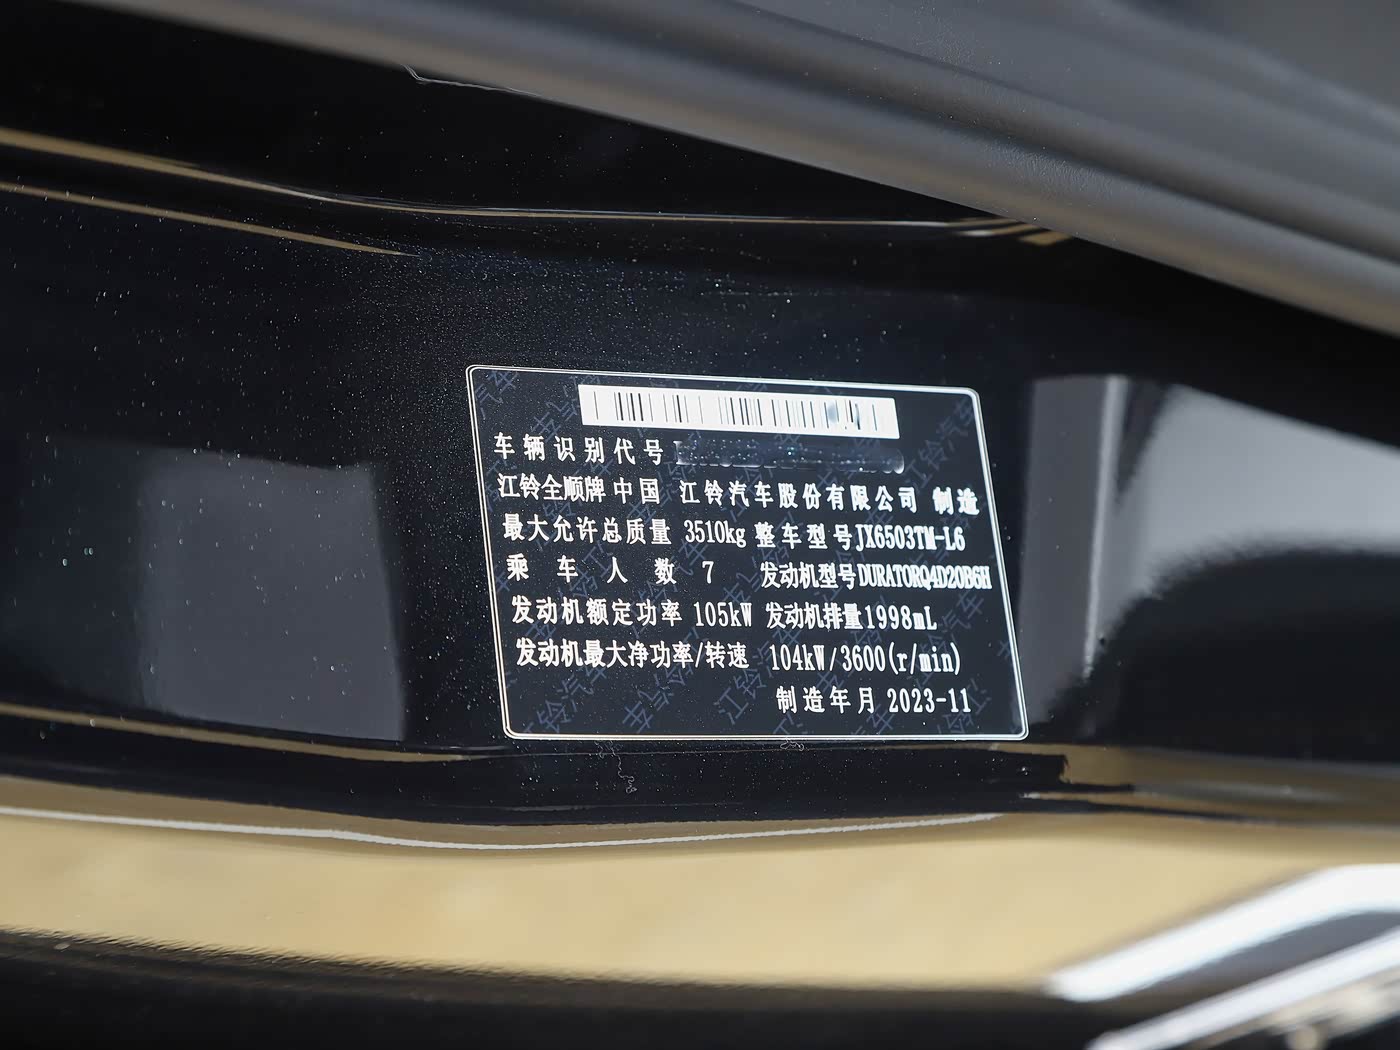 车辆识别代号
江铃全顺牌 中国 江铃汽车股份有限公司 制造
最大允许总质量 3510kg 整车型号JX6503TM-L6
乘车人数 7 发动机型号DURATORQ4D20B6H
发动机额定功率 105kW 发动机排量1998mL
发动机最大净功率/转速 104kW/3600(r/min)
制造年月 2023-11